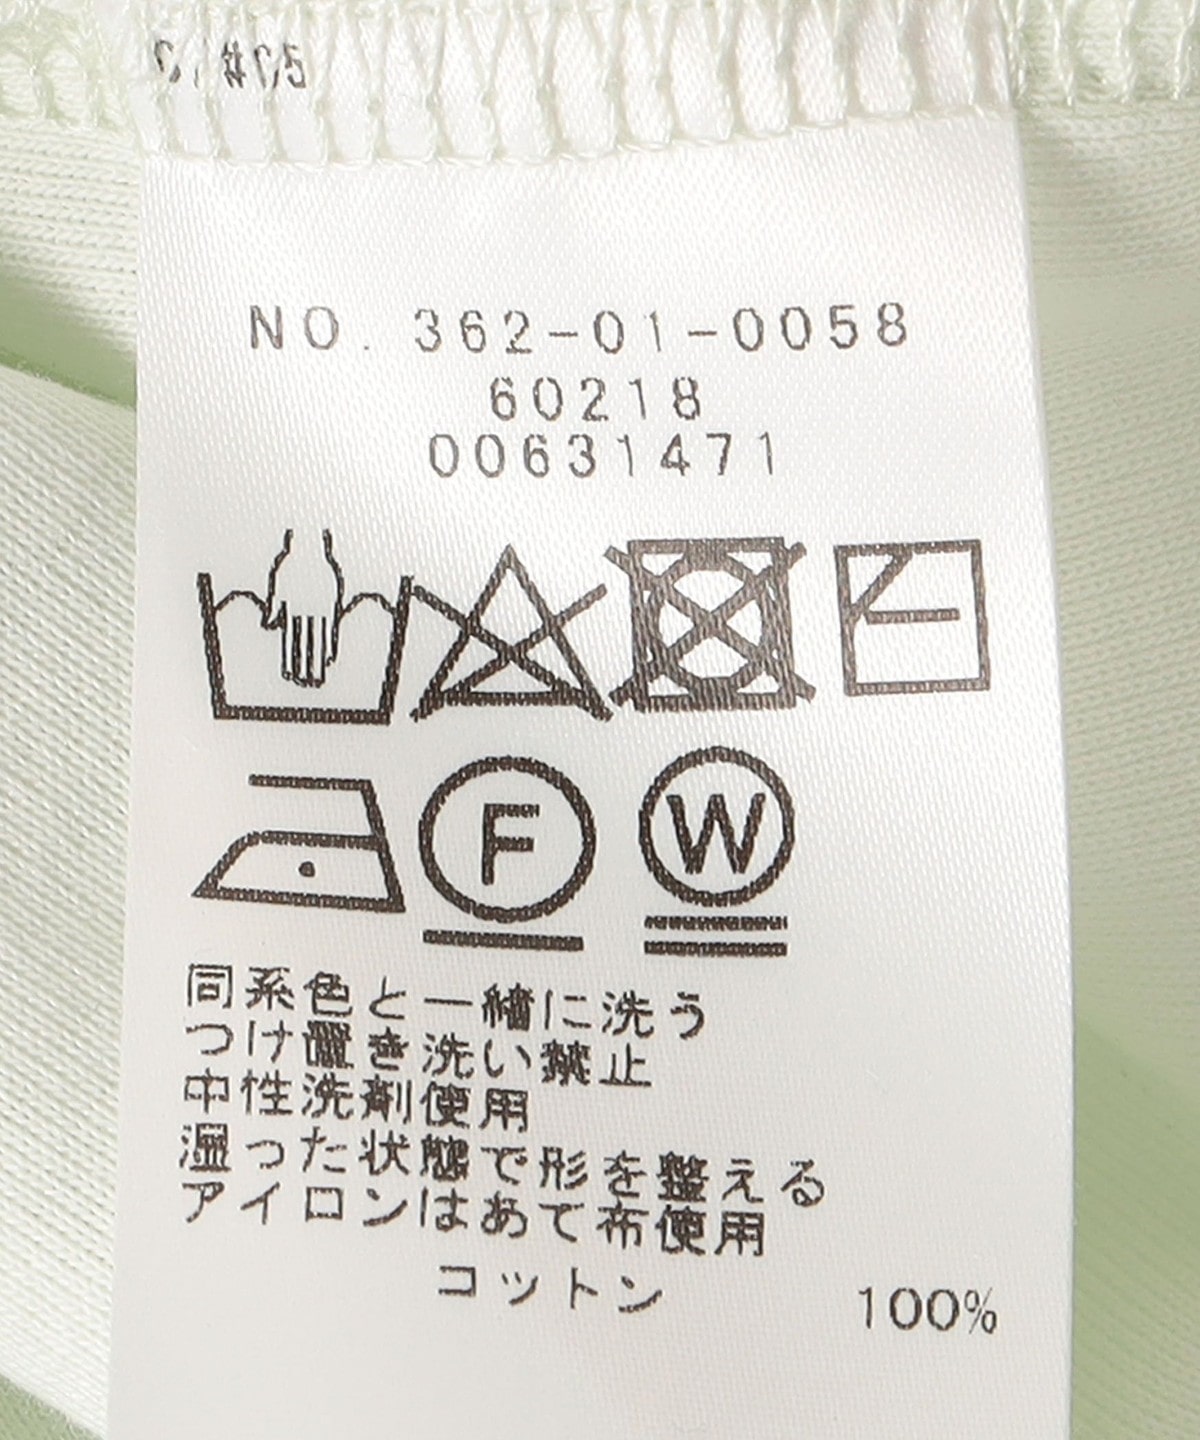 NO. 362-01-0058
60218
00631471
F
W
同系色と一緒に洗う
つけ置き洗い禁止
中性洗剤使用
湿った状態で形を整える
アイロンはあて布使用
コットン 100%